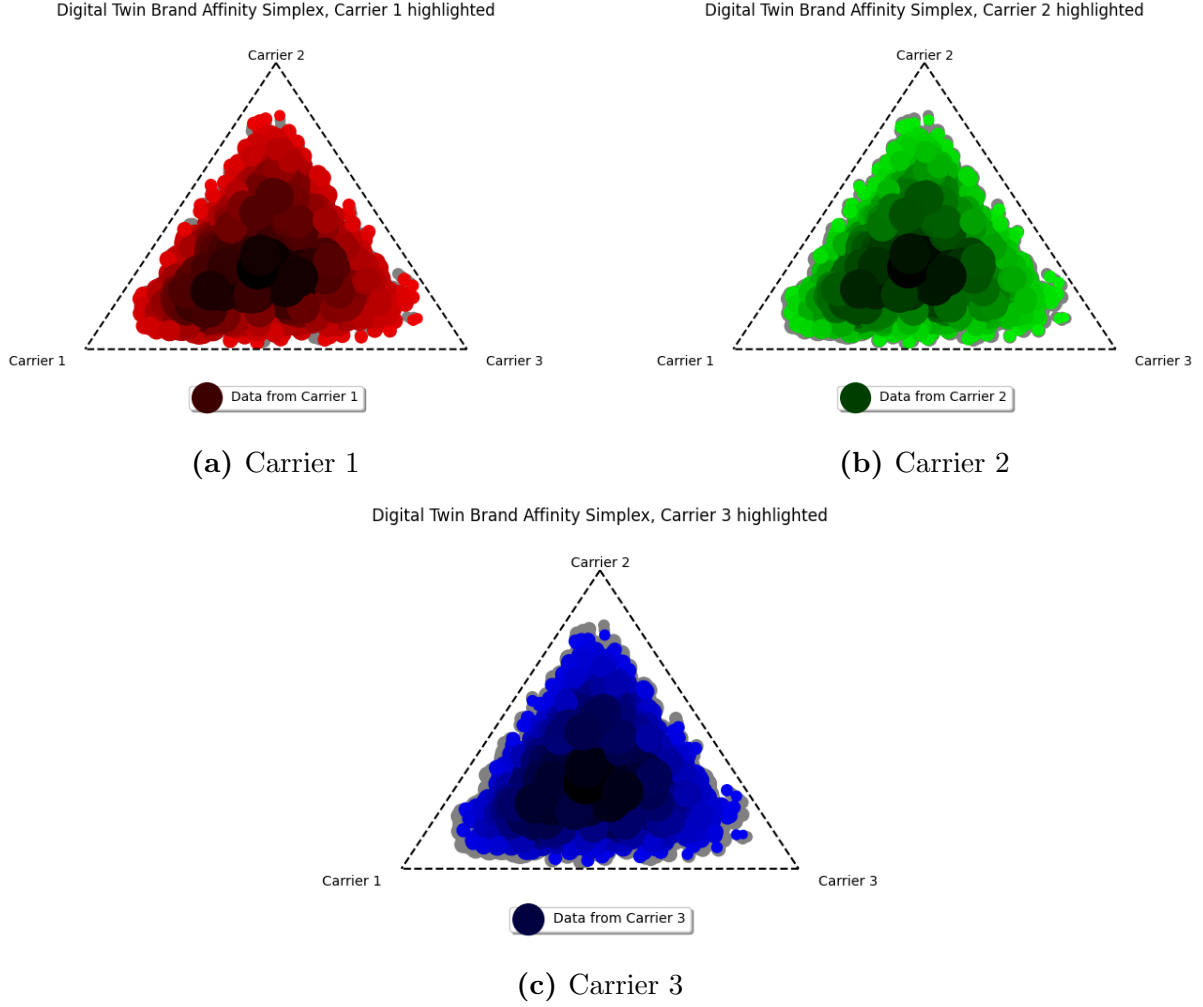 Digital Twin Brand Affinity Simplex, Carrier 1 highlighted
Carrier 2
Carrier 1
Carrier 3
Data from Carrier 1
(a) Carrier 1
Digital Twin Brand Affinity Simplex, Carrier 2 highlighted
Carrier 2
Carrier 1
Carrier 3
Data from Carrier 2
(b) Carrier 2
Digital Twin Brand Affinity Simplex, Carrier 3 highlighted
Carrier 2
Carrier 1
Carrier 3
Data from Carrier 3
(c) Carrier 3